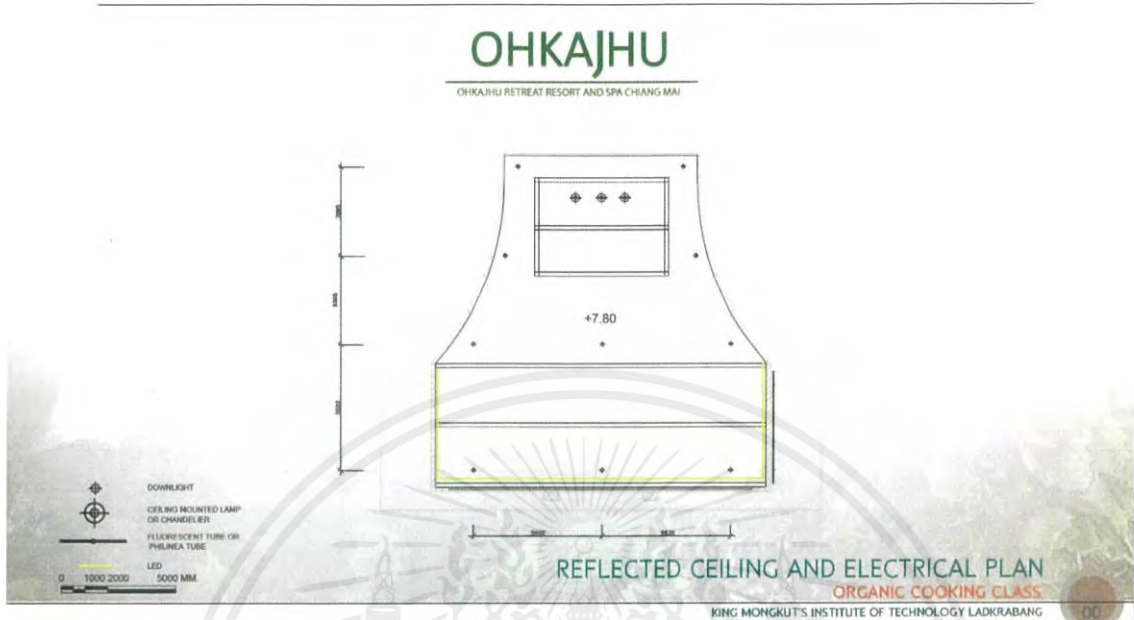 OHKAJHU
OHKAJHU RETREAT RESORT AND SPA CHIANG MAI
+7.80
DOWNLIGHT
CEILING MOUNTED LAMP
OR CHANDELIER
FLUORESCENT TUBE OR
PHILINEA TUBE
LED
0 1000 2000 5000 MM.
REFLECTED CEILING AND ELECTRICAL PLAN
ORGANIC COOKING CLASS
KING MONGKUT'S INSTITUTE OF TECHNOLOGY LADKRABANG
00